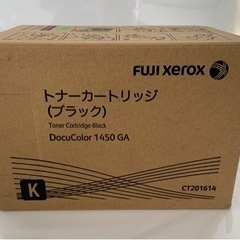 FUJI xerox
トナーカートリッジ
(ブラック)
Toner Cartridge-Black
DocuColor 1450 GA
K
CT201614